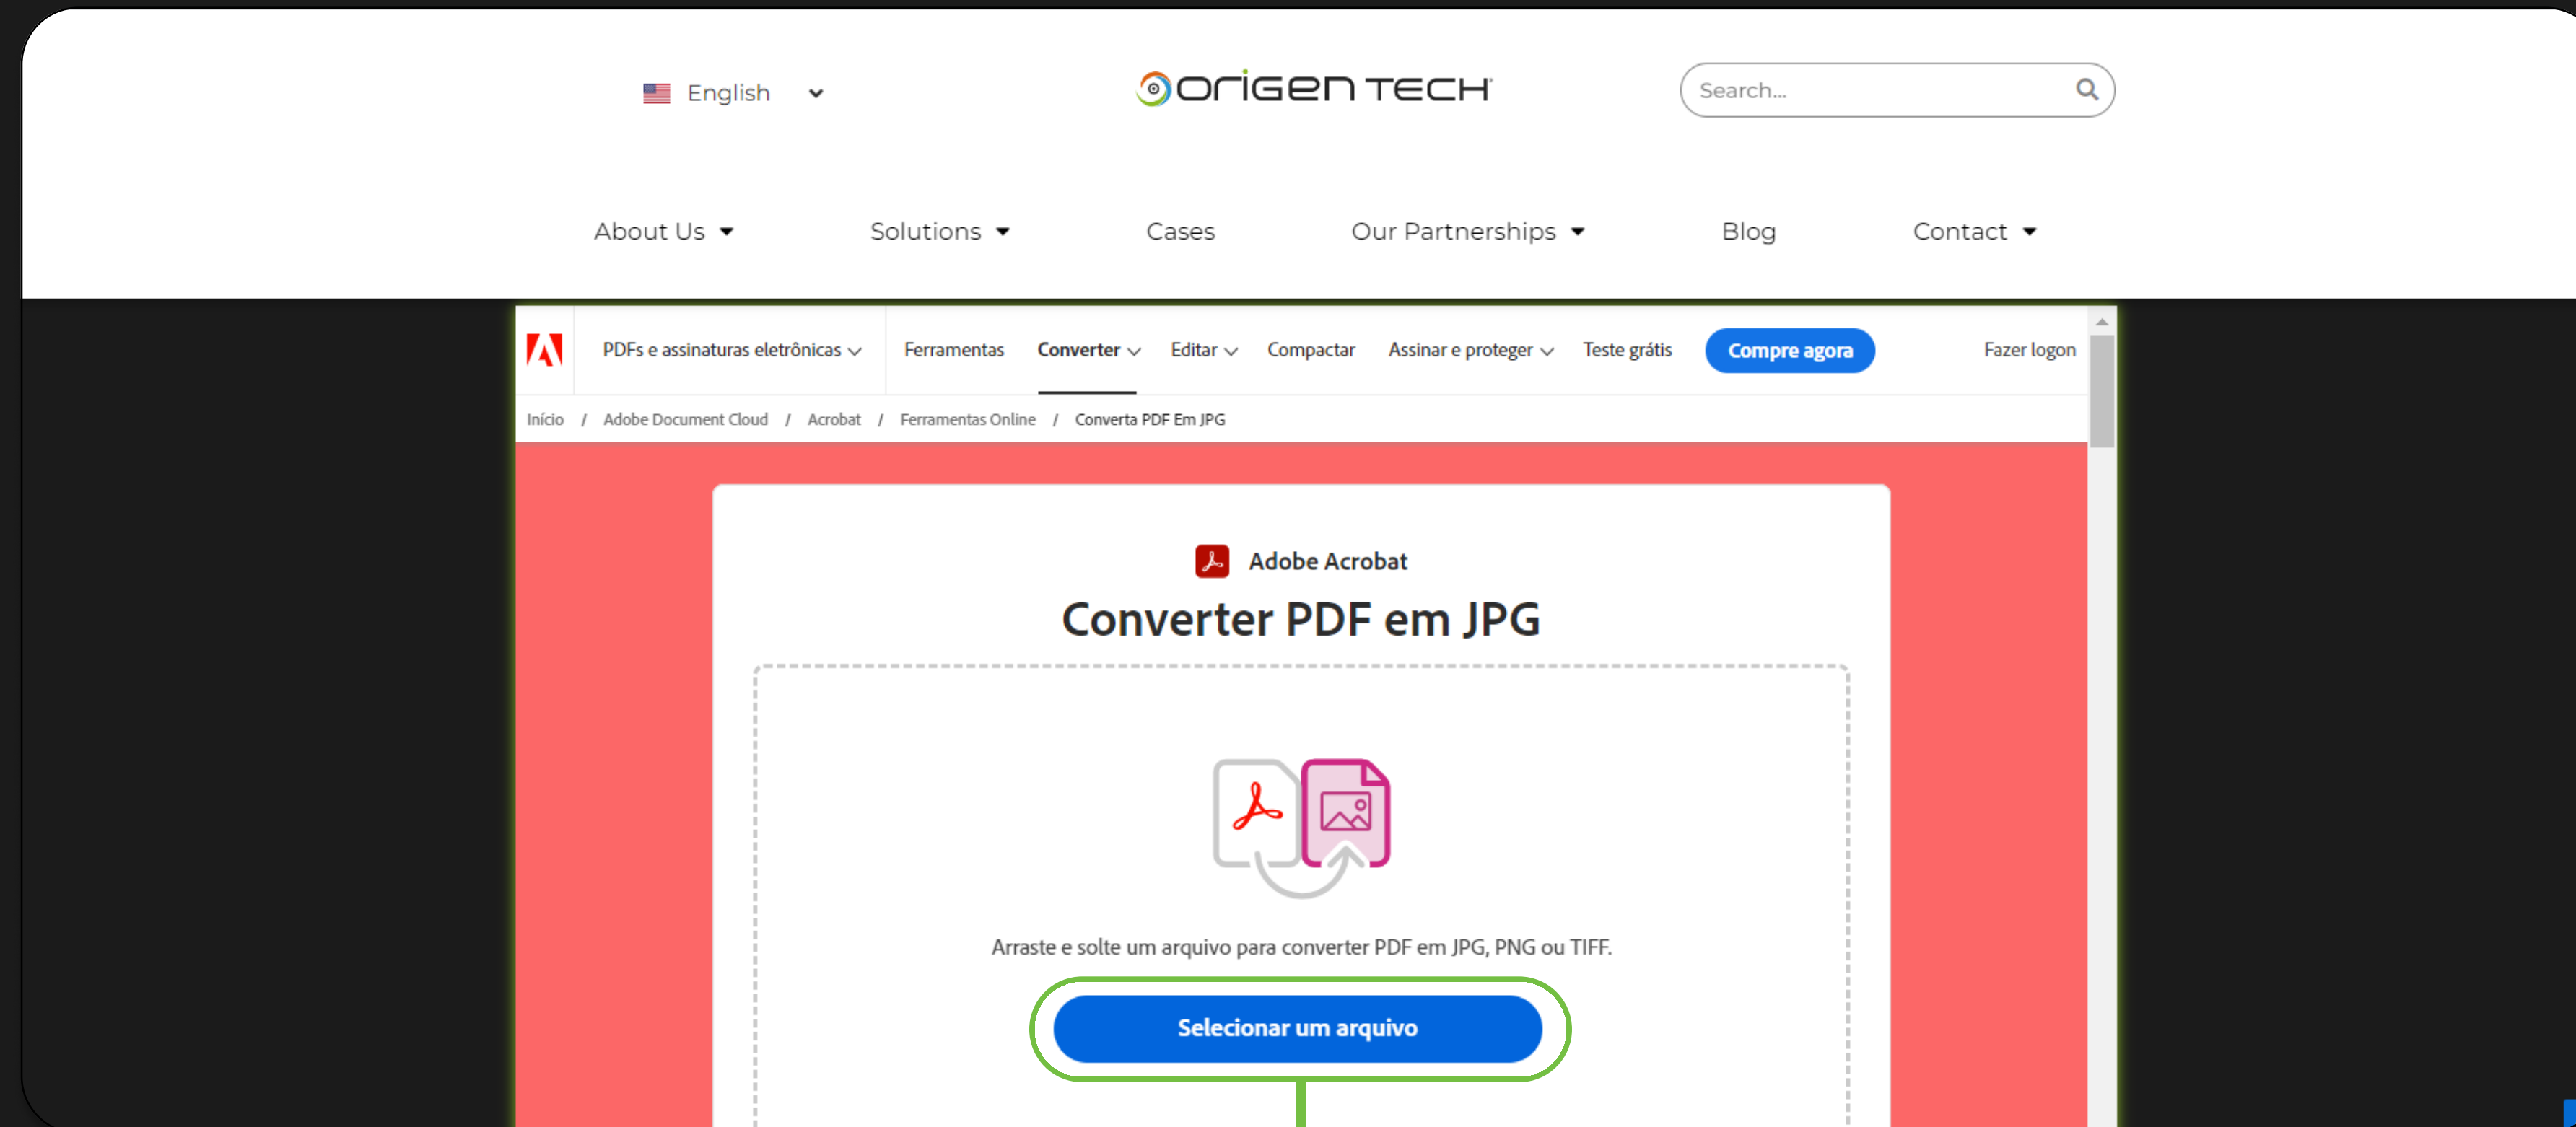 English
ORIGEN TECH
Search...
About Us
Solutions
Cases
Our Partnerships
Blog
Contact
PDFs e assinaturas eletrônicas
Ferramentas
Converter
Editar
Compactar
Assinar e proteger
Teste grátis
Compre agora
Fazer logon
Início / Adobe Document Cloud / Acrobat / Ferramentas Online / Converta PDF Em JPG
Adobe Acrobat
Converter PDF em JPG
Arraste e solte um arquivo para converter PDF em JPG, PNG ou TIFF.
Selecionar um arquivo